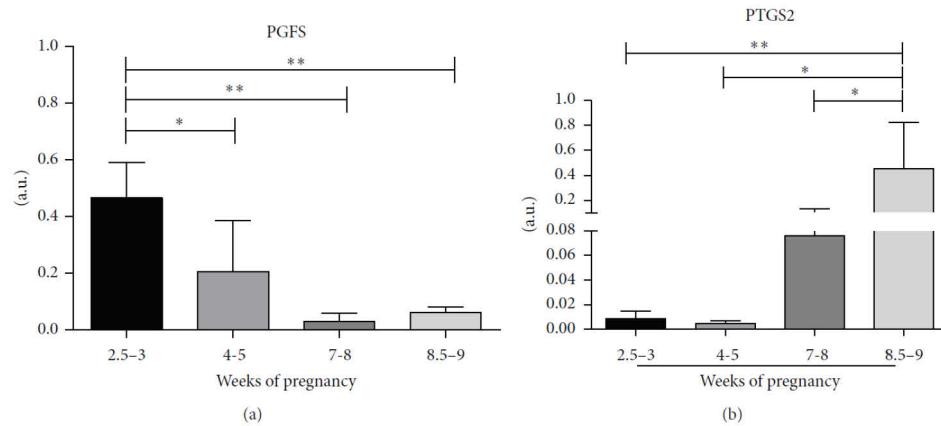 PGFS
**
**
*
1.0
0.8
0.6
0.4
0.2
0.0
(a.u.)
2.5–3 4-5 7-8 8.5–9
Weeks of pregnancy
(a)
PTGS2
**
*
*
1.0
0.8
0.6
0.4
0.2
0.08
0.06
0.04
0.02
0.00
(a.u.)
2.5–3 4-5 7-8 8.5–9
Weeks of pregnancy
(b)